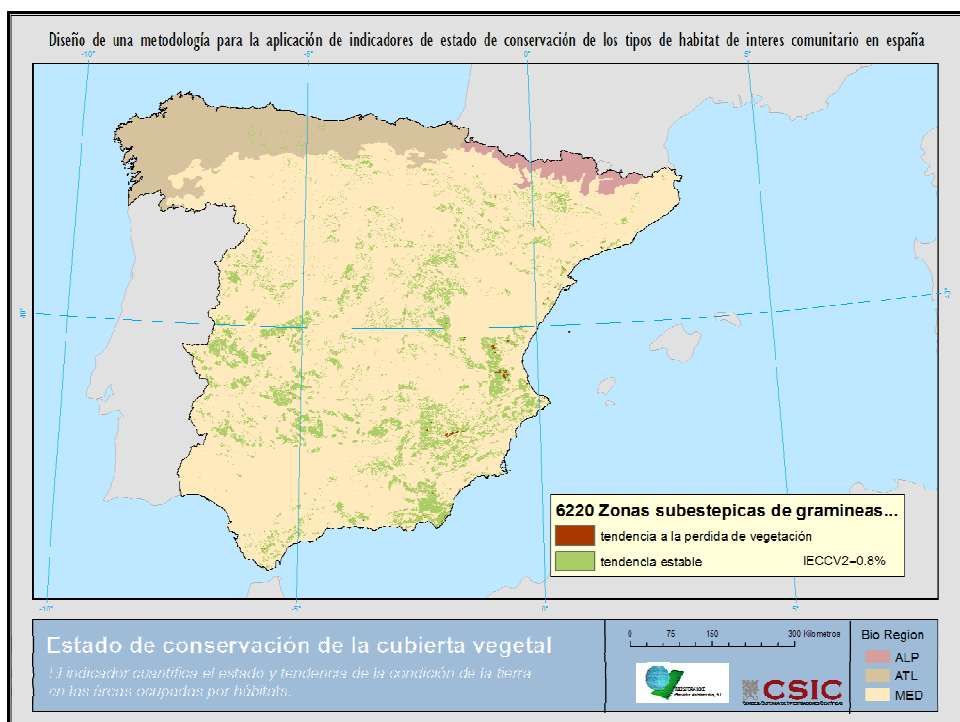 Diseño de una metodología para la aplicación de indicadores de estado de conservación de los tipos de habitat de interes comunitario en españa
-10°
-5°
0°
5°
40°
40°
6220 Zonas subestepicas de gramineas...
tendencia a la perdida de vegetación
tendencia estable
IECCV2=0.8%
-10°
-5°
0°
5°
Estado de conservación de la cubierta vegetal
El indicador cuantifica el estado y tendencia de la condición de la tierra
en las áreas ocupadas por hábitats.
0 75 150 300 Kilometros
CSIC
Bio Region
ALP
ATL
MED